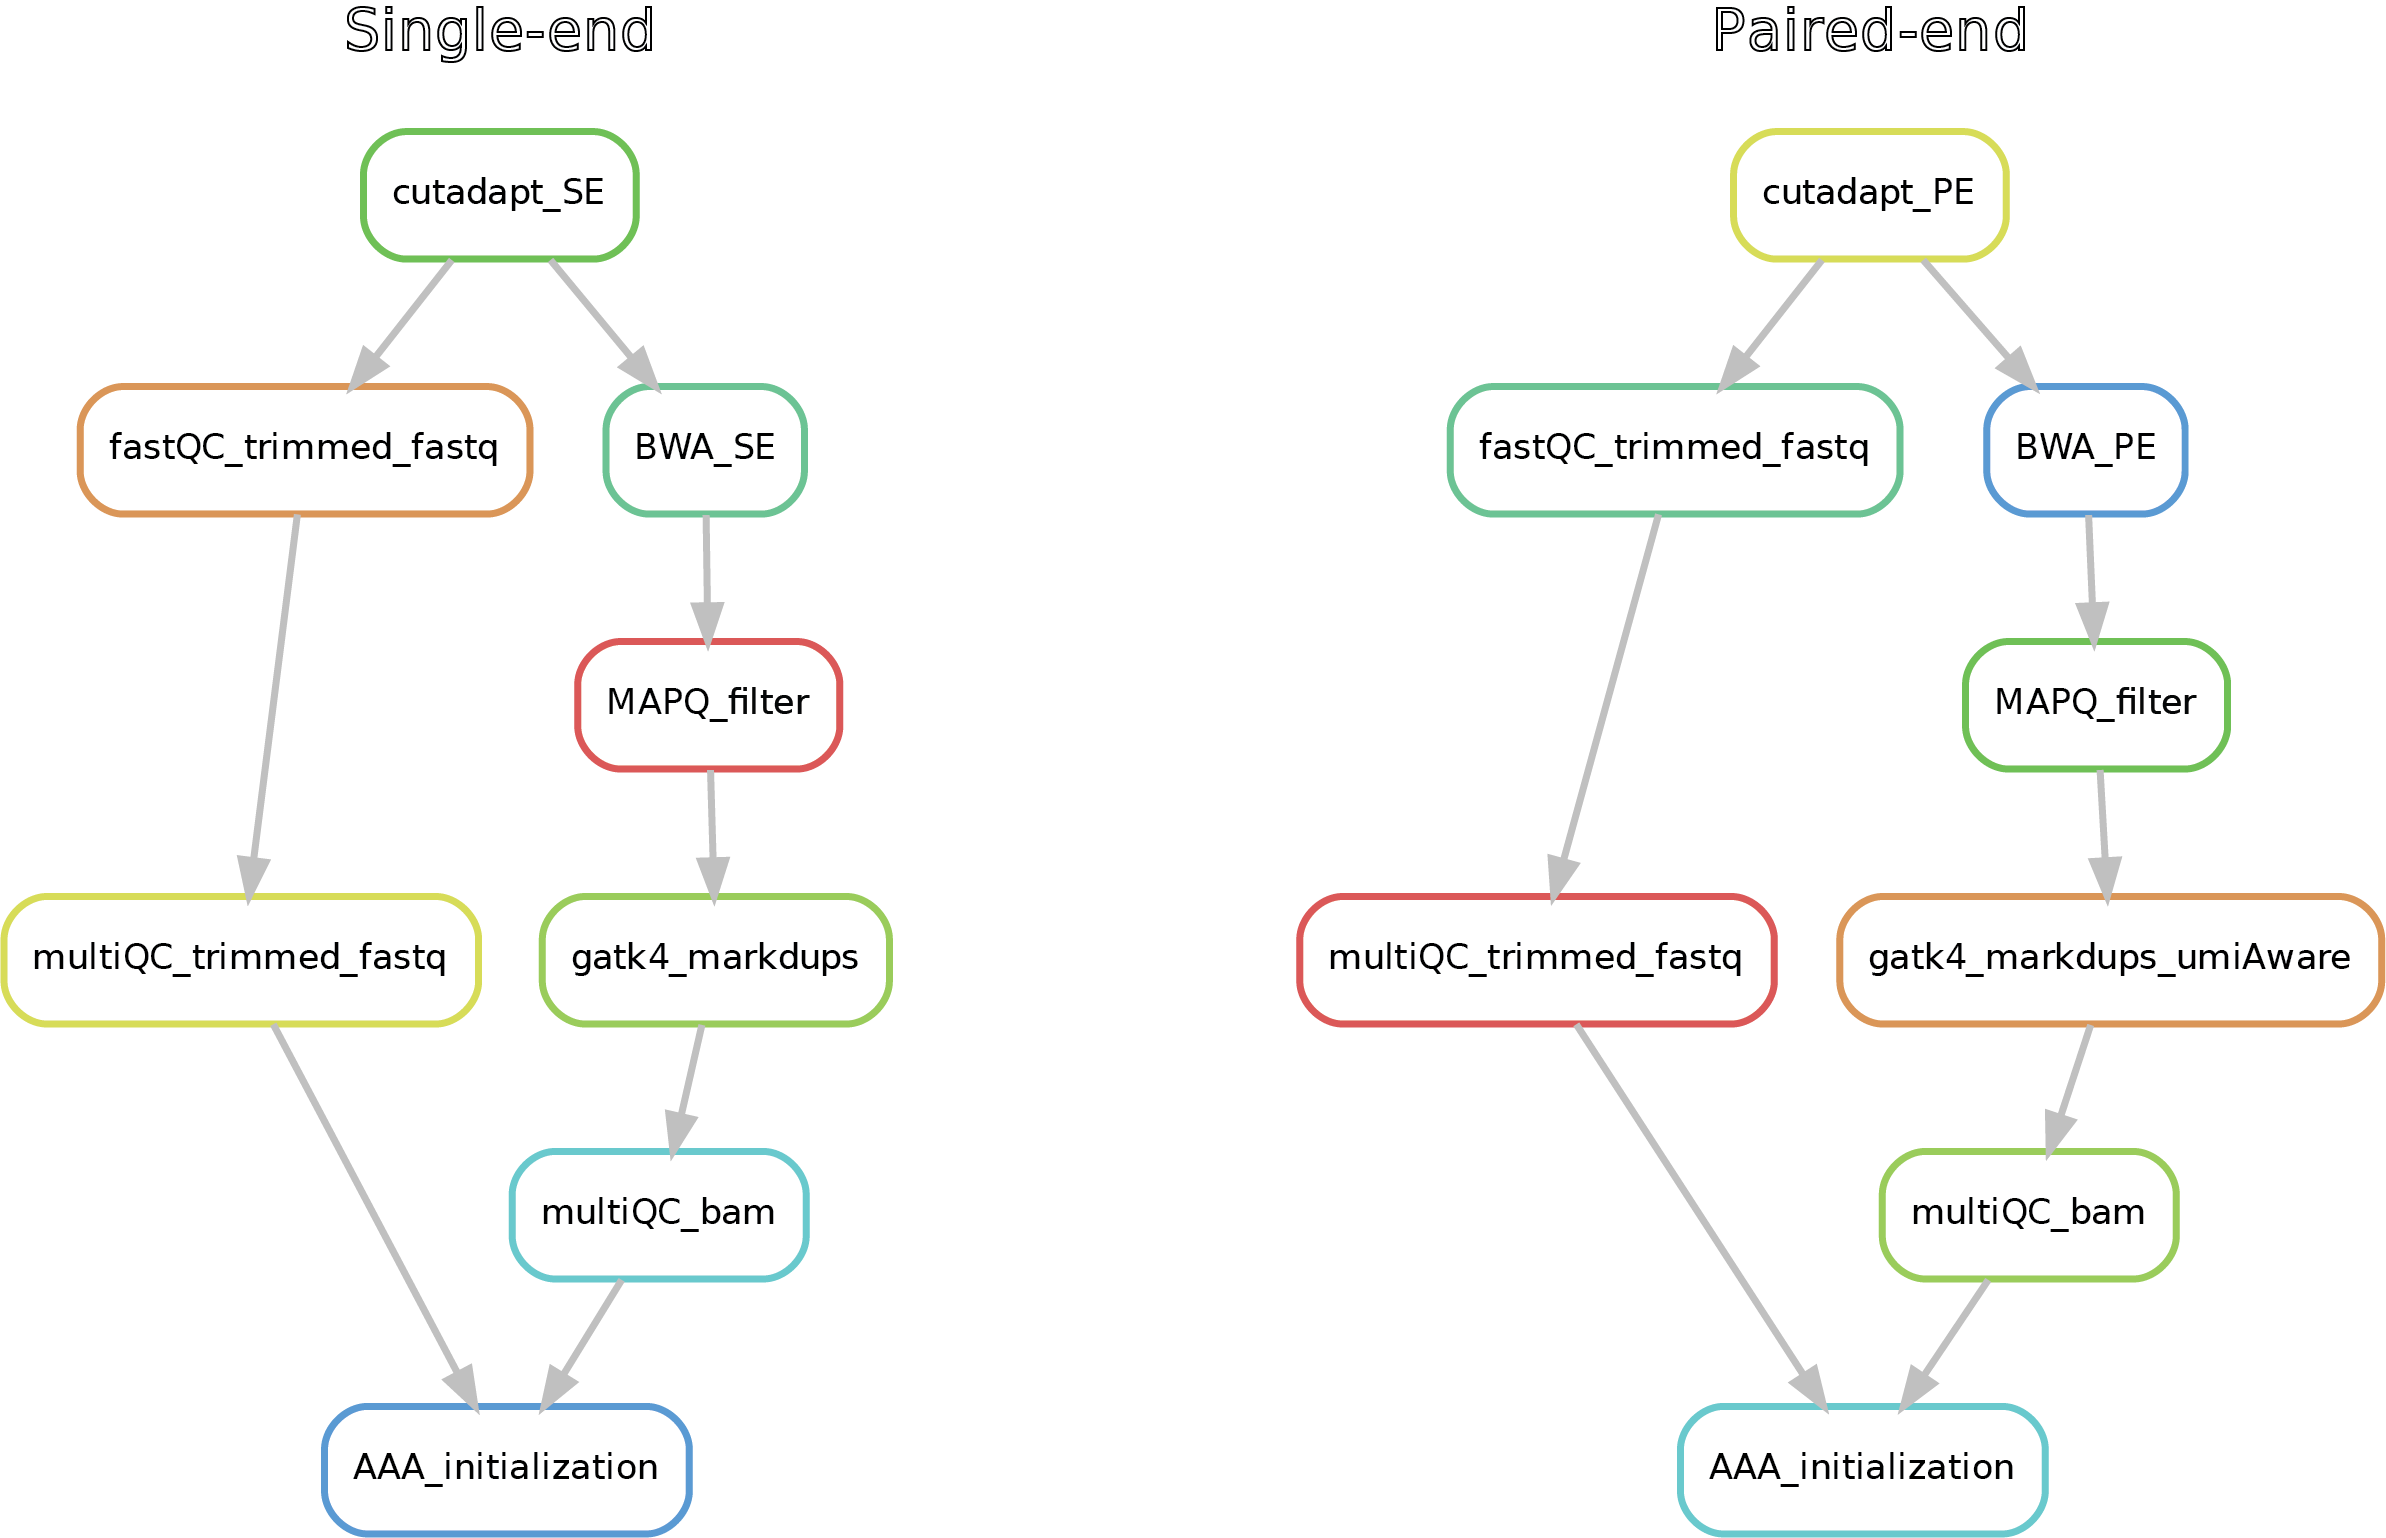 Single-end
cutadapt_SE
fastQC_trimmed_fastq
BWA_SE
MAPQ_filter
multiQC_trimmed_fastq
gatk4_markdups
multiQC_bam
AAA_initialization
Paired-end
cutadapt_PE
fastQC_trimmed_fastq
BWA_PE
MAPQ_filter
multiQC_trimmed_fastq
gatk4_markdups_umiAware
multiQC_bam
AAA_initialization